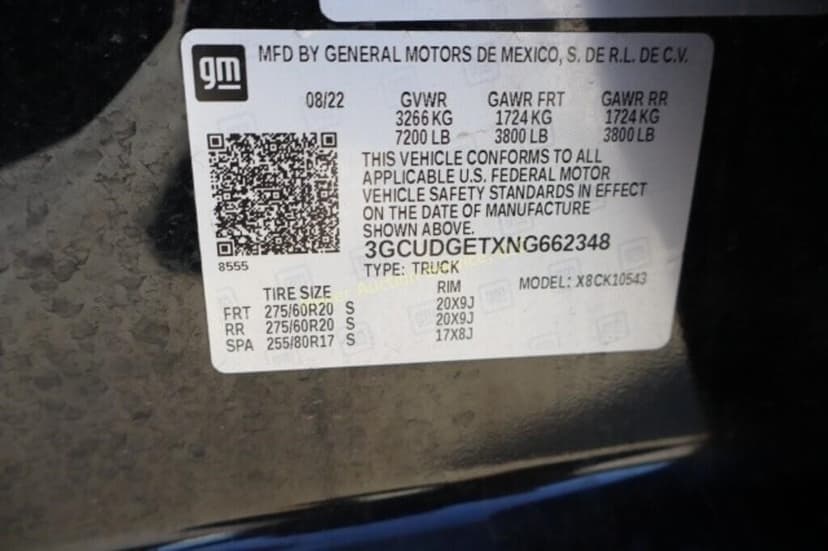 gm
MFD BY GENERAL MOTORS DE MEXICO, S. DE R.L. DE C.V.
08/22 GVWR GAWR FRT GAWR RR
3266 KG 1724 KG 1724 KG
7200 LB 3800 LB 3800 LB
THIS VEHICLE CONFORMS TO ALL
APPLICABLE U.S. FEDERAL MOTOR
VEHICLE SAFETY STANDARDS IN EFFECT
ON THE DATE OF MANUFACTURE
SHOWN ABOVE.
8555
3GCUDGETXNG662348
TYPE: TRUCK MODEL: X8CK10543
TIRE SIZE RIM
FRT 275/60R20 S 20X9J
RR 275/60R20 S 20X9J
SPA 255/80R17 S 17X8J